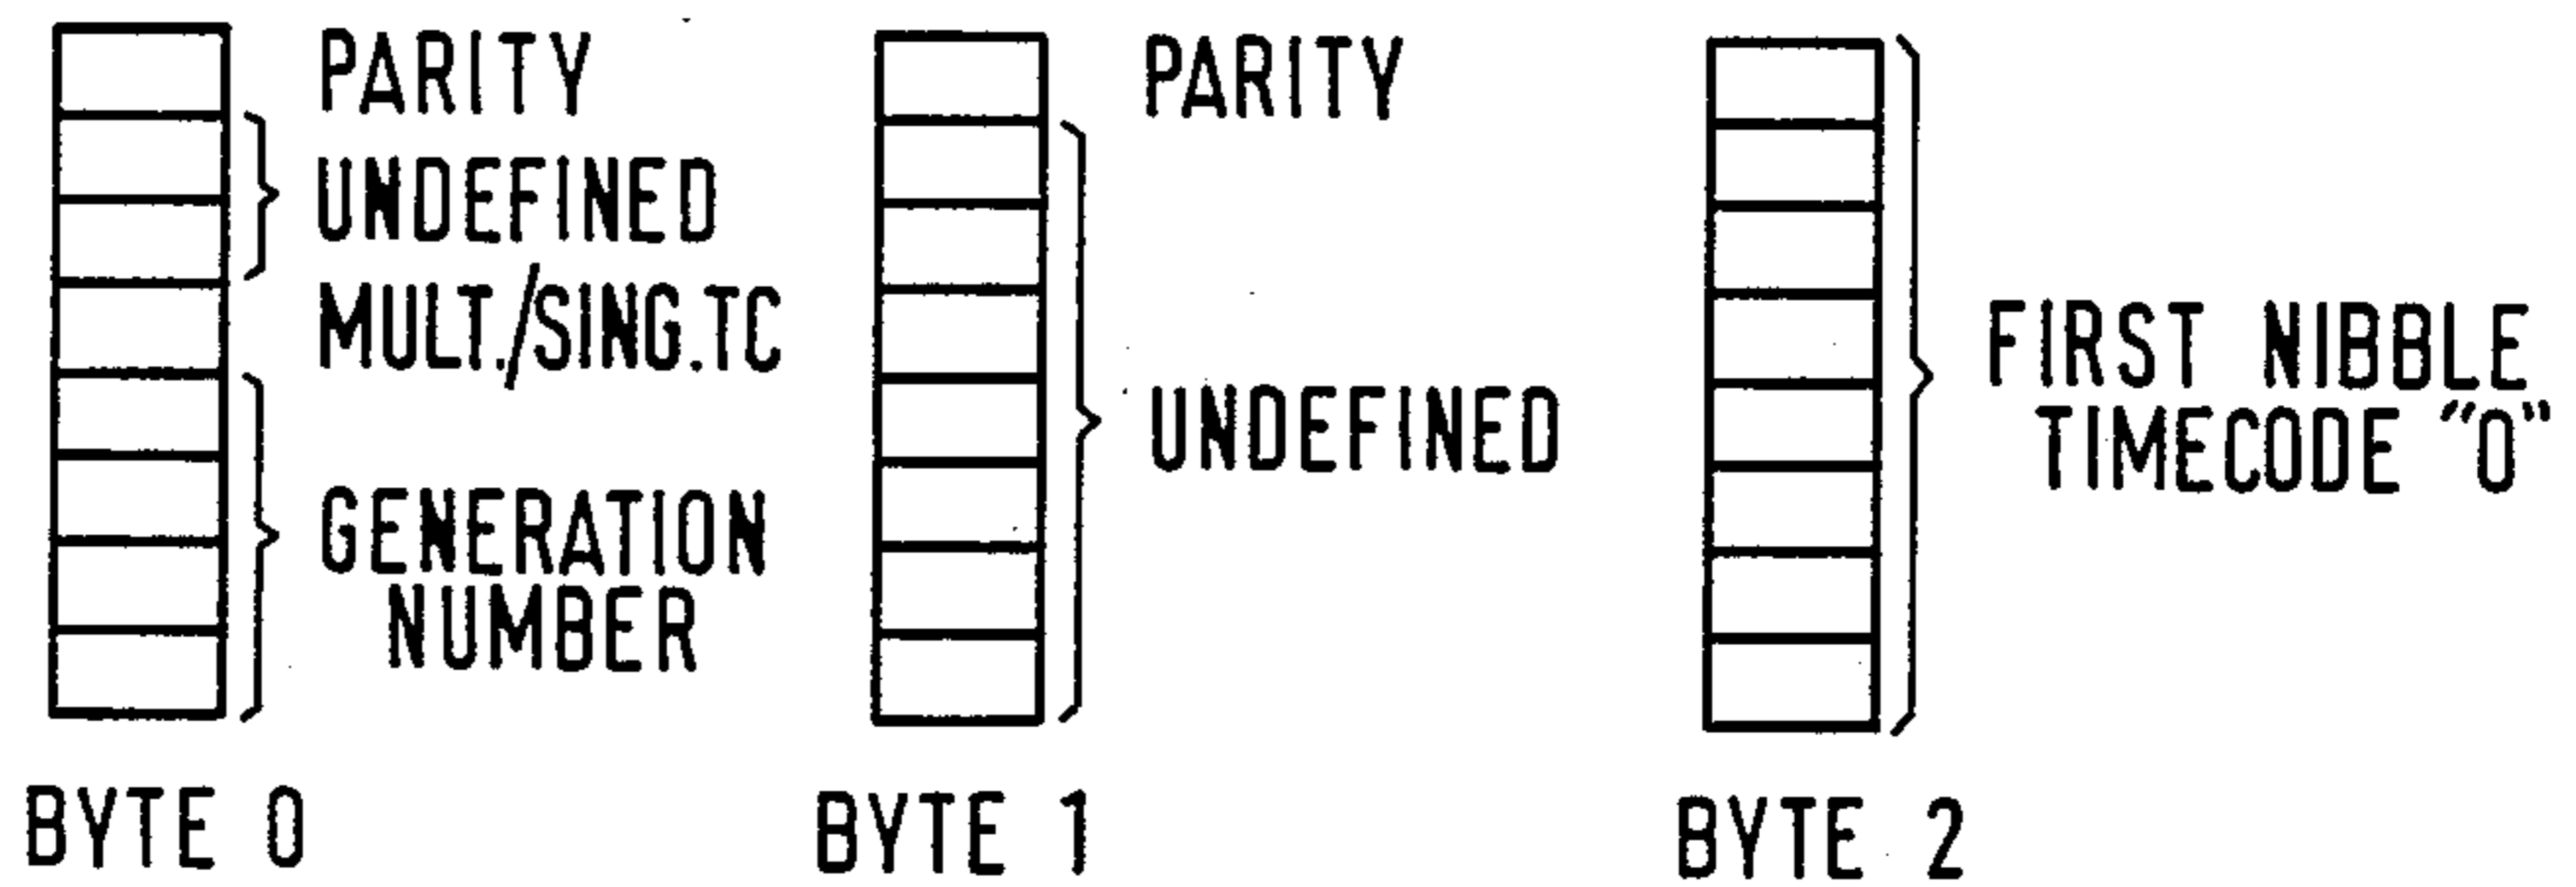 PARITY
UNDEFINED
MULT./SING.TC
GENERATION
NUMBER
BYTE 0
PARITY
UNDEFINED
BYTE 1
FIRST NIBBLE
TIMECODE "0"
BYTE 2